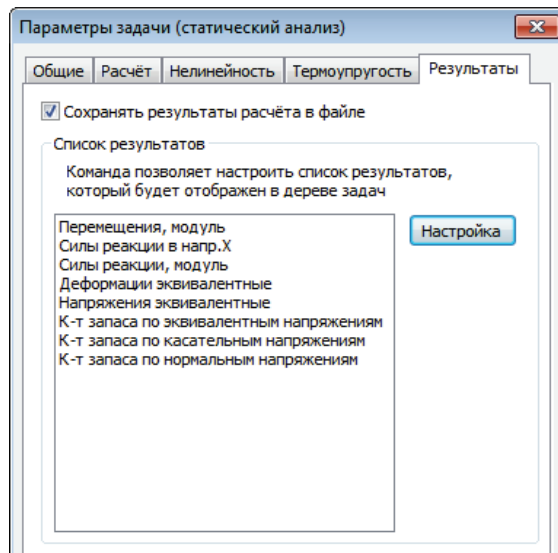 Параметры задачи (статический анализ)
Общие Расчёт Нелинейность Термоупругость Результаты
Сохранять результаты расчёта в файле
Список результатов
Команда позволяет настроить список результатов,
который будет отображен в дереве задач
Перемещения, модуль
Силы реакции в напр.X
Силы реакции, модуль
Деформации эквивалентные
Напряжения эквивалентные
К-т запаса по эквивалентным напряжениям
К-т запаса по касательным напряжениям
К-т запаса по нормальным напряжениям
Настройка